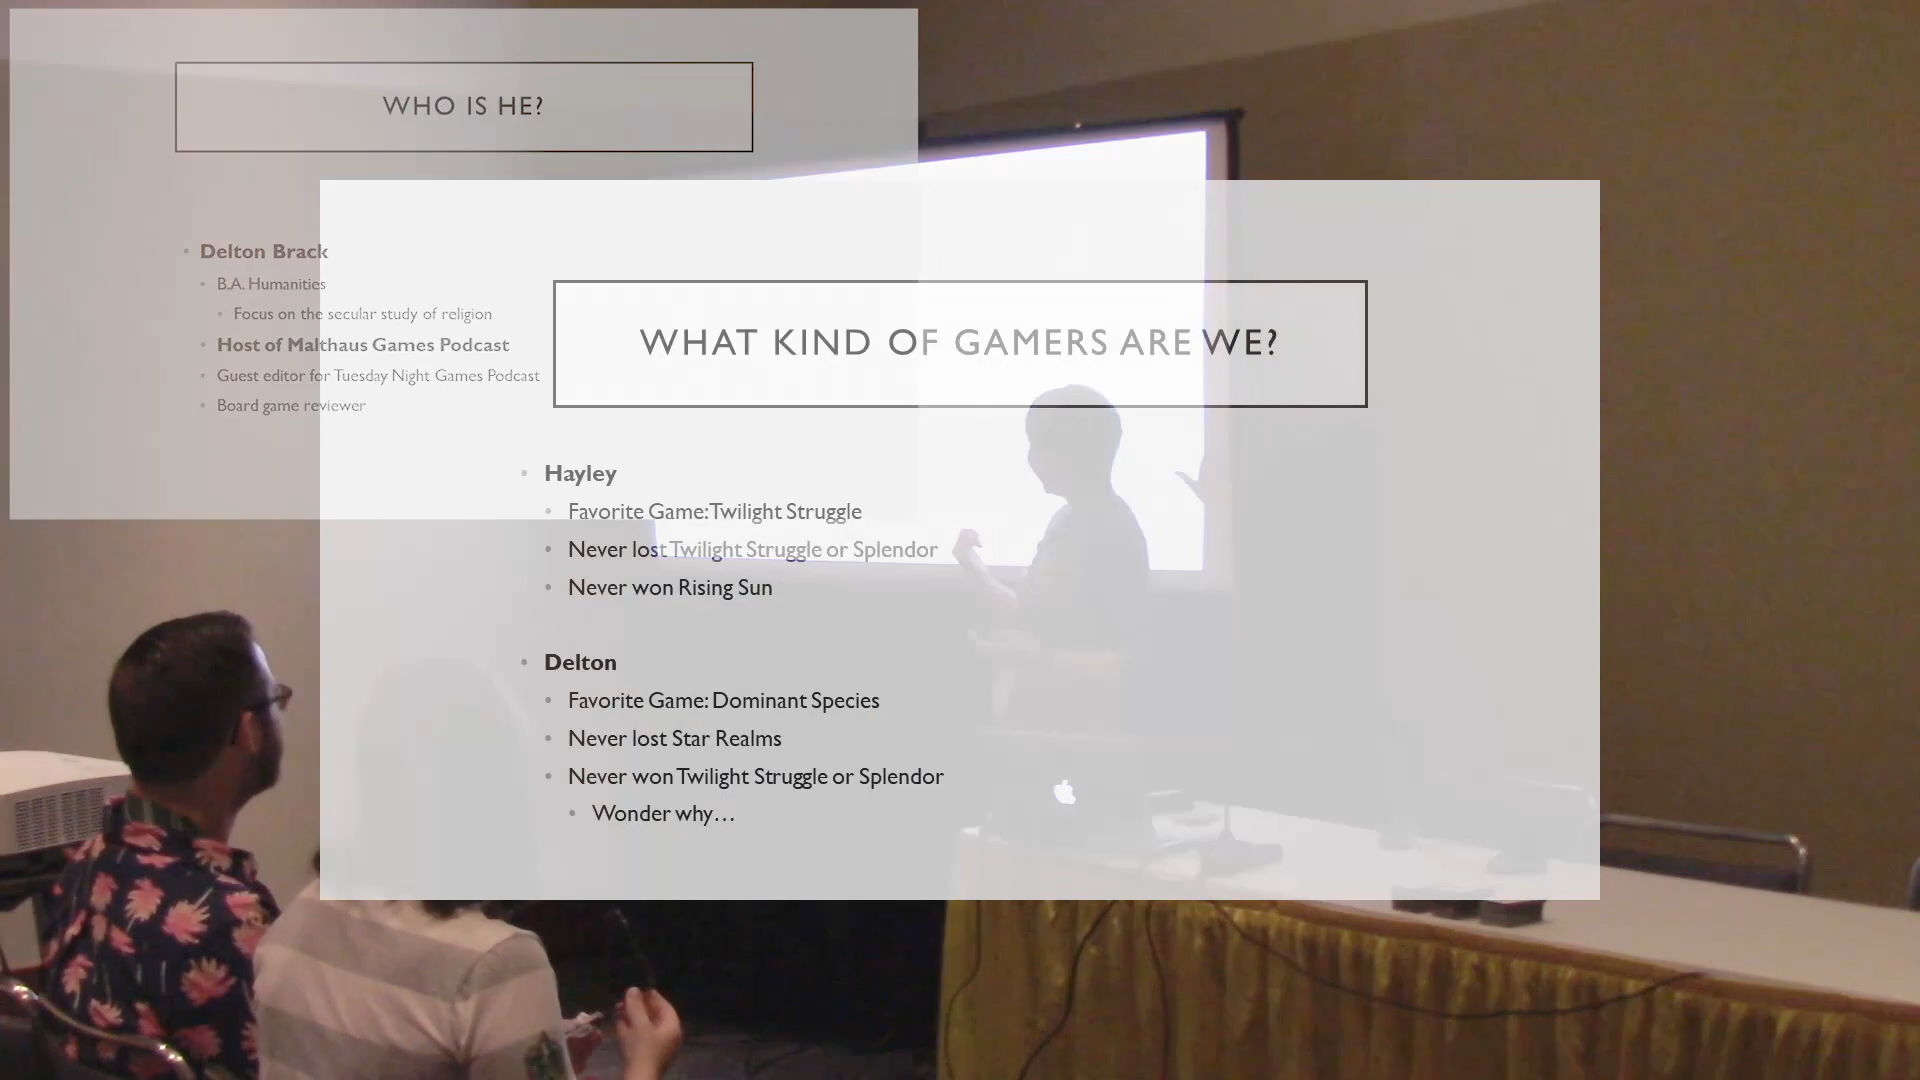 WHO IS HE?
• Delton Brack
• B.A. Humanities
• Focus on the secular study of religion
• Host of Malthaus Games Podcast
• Guest editor for Tuesday Night Games Podcast
• Board game reviewer
WHAT KIND OF GAMERS ARE WE?
• Hayley
• Favorite Game: Twilight Struggle
• Never lost Twilight Struggle or Splendor
• Never won Rising Sun
• Delton
• Favorite Game: Dominant Species
• Never lost Star Realms
• Never won Twilight Struggle or Splendor
• Wonder why…